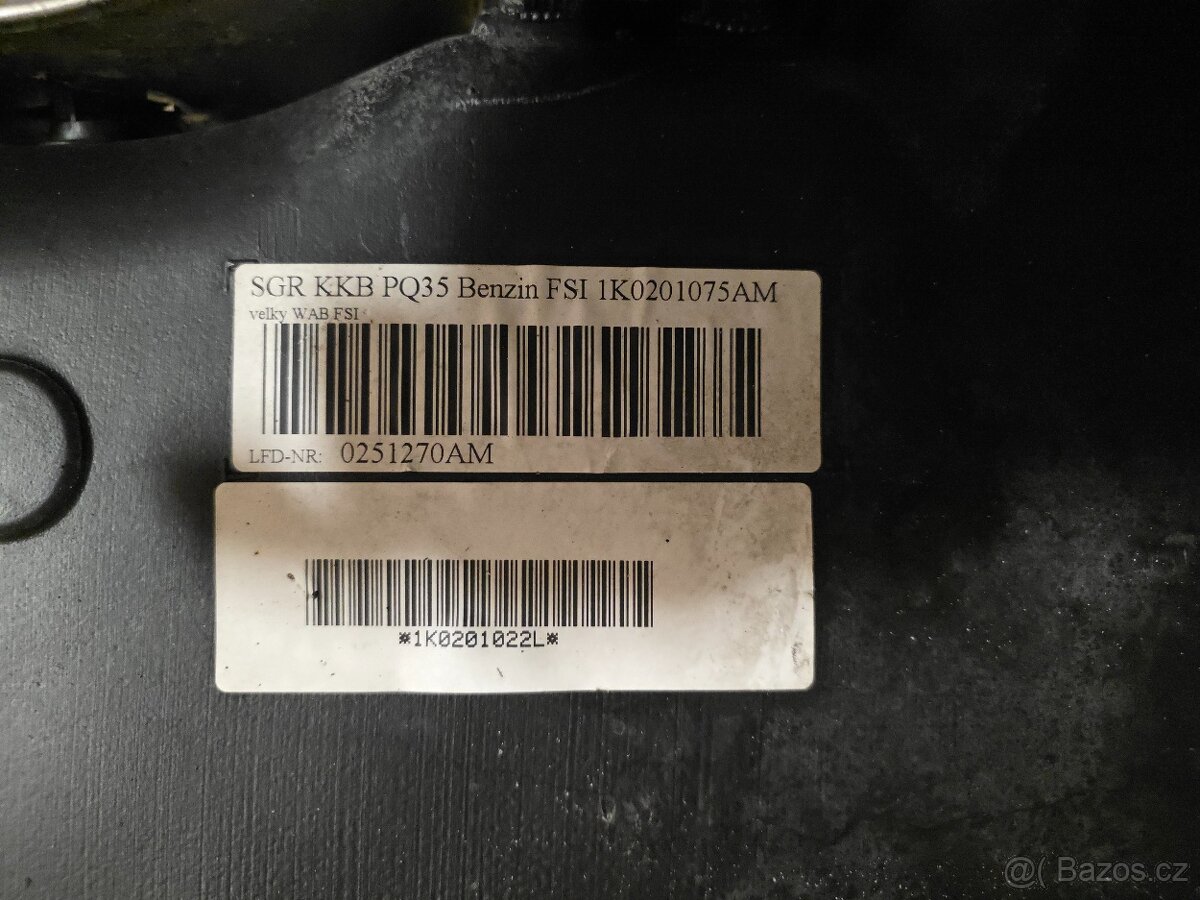 SGR KKB PQ35 Benzin FSI 1K0201075AM
velky WAB FSI
LFD-NR: 0251270AM
*1K0201022L*
@( Bazos.cz